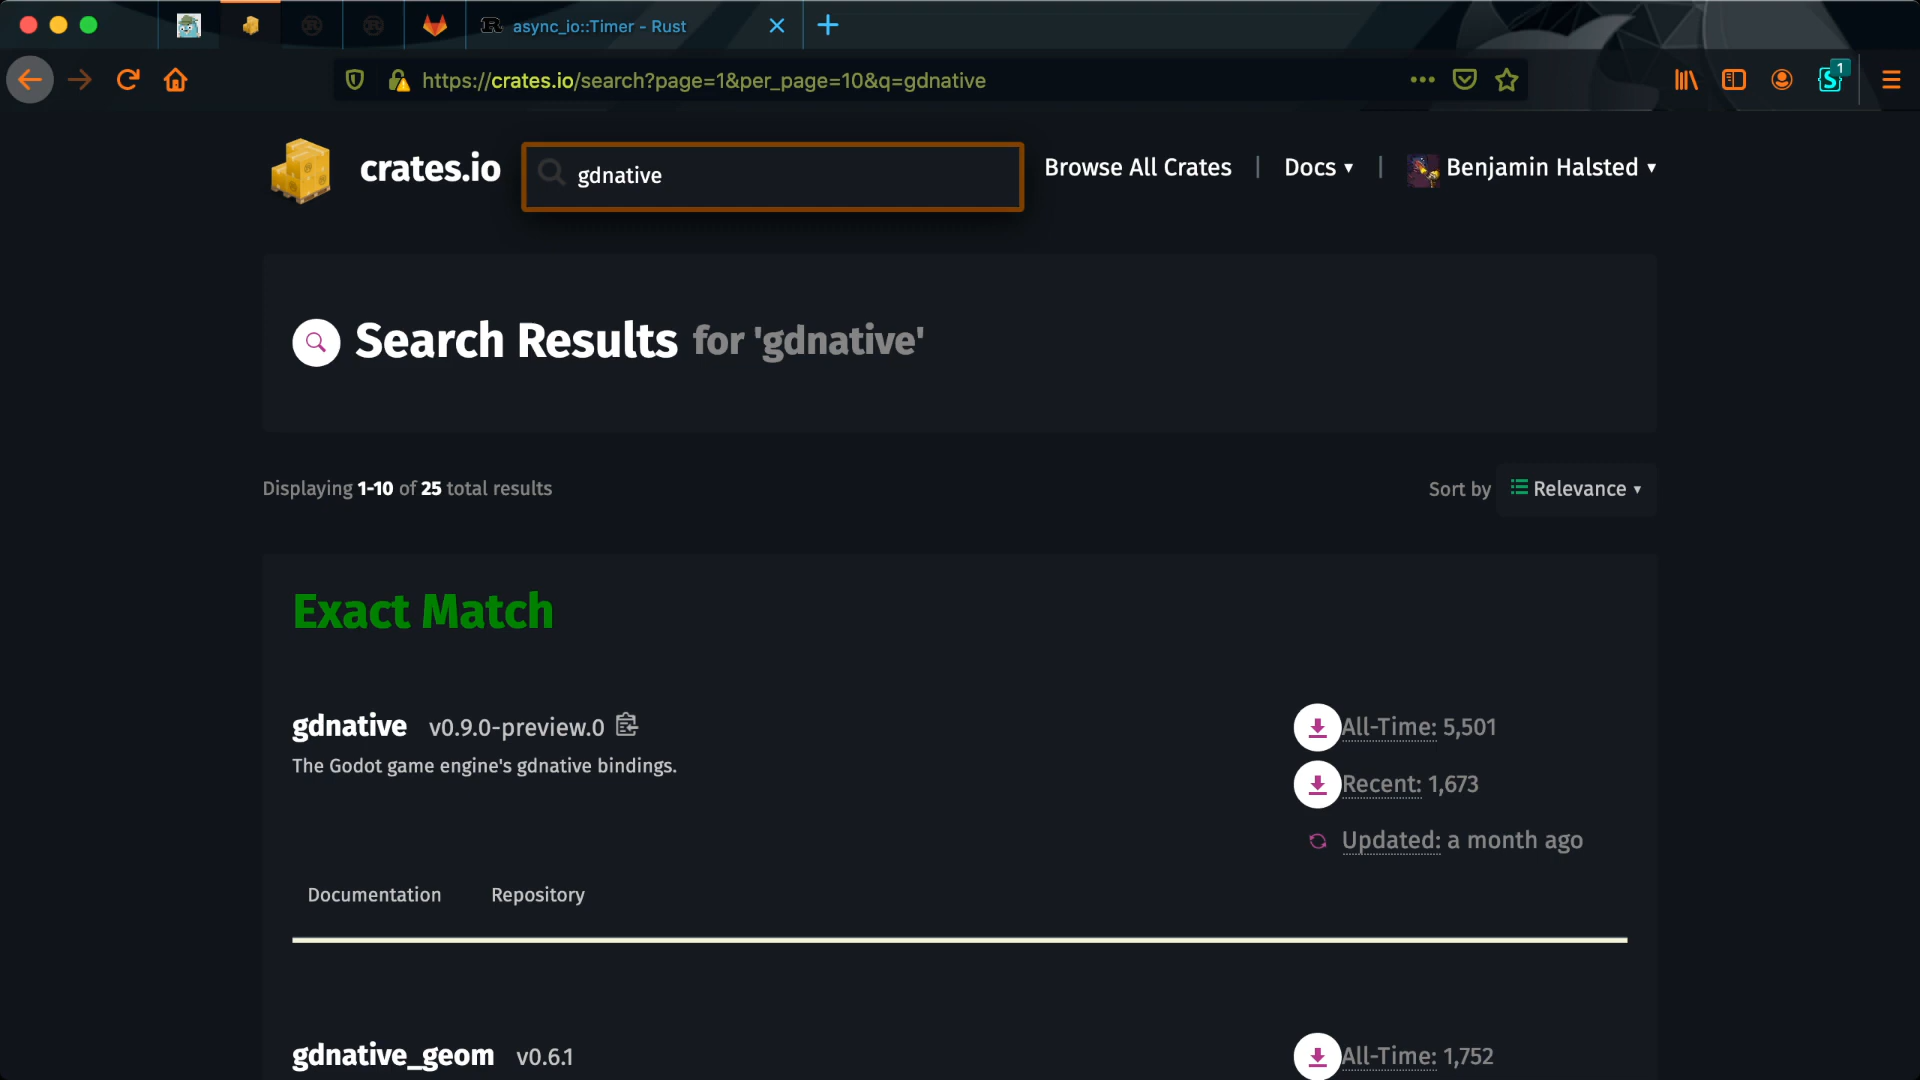 async_io::Timer - Rust
https://crates.io/search?page=1&per_page=10&q=gdnative
1
crates.io
gdnative
Browse All Crates | Docs ▾ | Benjamin Halsted ▾
Search Results for 'gdnative'
Displaying 1-10 of 25 total results
Sort by Relevance ▾
Exact Match
gdnative v0.9.0-preview.0
All-Time: 5,501
The Godot game engine's gdnative bindings.
Recent: 1,673
Updated: a month ago
Documentation Repository
gdnative_geom v0.6.1
All-Time: 1,752